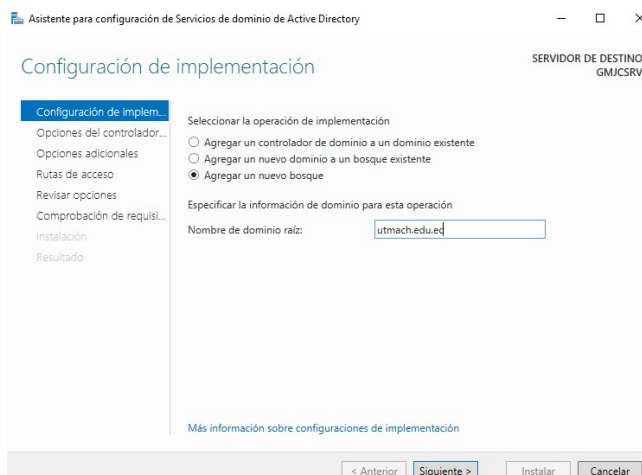 Asistente para configuración de Servicios de dominio de Active Directory
Configuración de implementación
SERVIDOR DE DESTINO
GMJCSRV
Configuración de implem...
Opciones del controlador...
Opciones adicionales
Rutas de acceso
Revisar opciones
Comprobación de requisi...
Instalación
Resultado
Seleccionar la operación de implementación
Agregar un controlador de dominio a un dominio existente
Agregar un nuevo dominio a un bosque existente
Agregar un nuevo bosque
Especificar la información de dominio para esta operación
Nombre de dominio raíz: utmach.edu.ec
Más información sobre configuraciones de implementación
< Anterior Siguiente > Instalar Cancelar